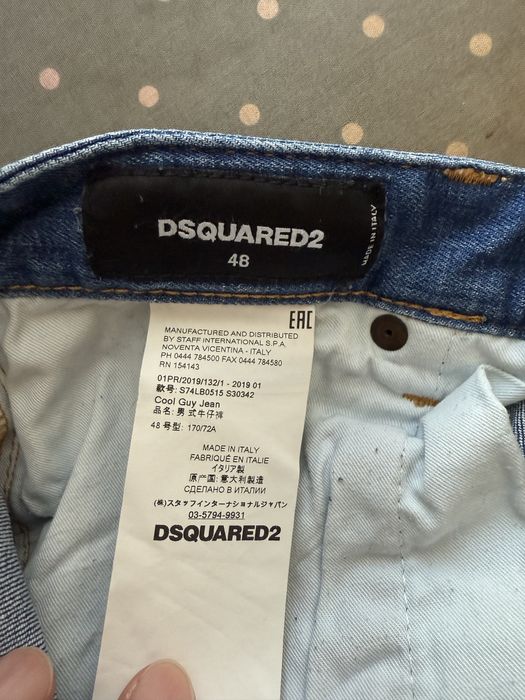 DSQUARED2
48
MADE IN ITALY
EAC
MANUFACTURED AND DISTRIBUTED
BY STAFF INTERNATIONAL S.P.A.
NOVENTA VICENTINA - ITALY
PH 0444 784500 FAX 0444 784580
RN 154143
01PR/2019/132/1 - 2019 01
款号: S74LB0515 S30342
Cool Guy Jean
品名: 男式牛仔裤
48 号型: 170/72A
MADE IN ITALY
FABRIQUÉ EN ITALIE
イタリア製
原产国: 意大利製造
СДЕЛАНО В ИТАЛИИ
(株)スタッフインターナショナルジャパン
03-5794-9931
DSQUARED2